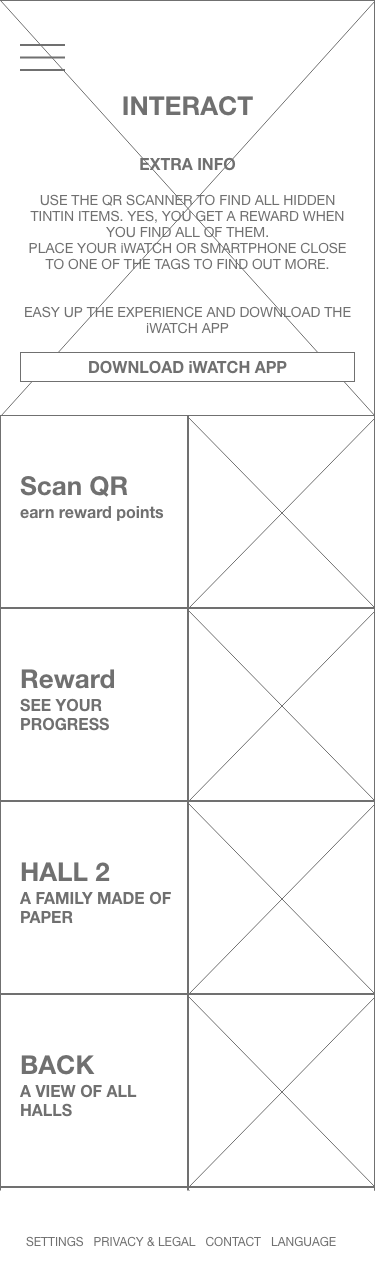 INTERACT
EXTRA INFO
USE THE QR SCANNER TO FIND ALL HIDDEN
TINTIN ITEMS. YES, YOU GET A REWARD WHEN
YOU FIND ALL OF THEM.
PLACE YOUR iWATCH OR SMARTPHONE CLOSE
TO ONE OF THE TAGS TO FIND OUT MORE.
EASY UP THE EXPERIENCE AND DOWNLOAD THE
iWATCH APP
DOWNLOAD iWATCH APP
Scan QR
earn reward points
Reward
SEE YOUR
PROGRESS
HALL 2
A FAMILY MADE OF
PAPER
BACK
A VIEW OF ALL
HALLS
SETTINGS PRIVACY & LEGAL CONTACT LANGUAGE